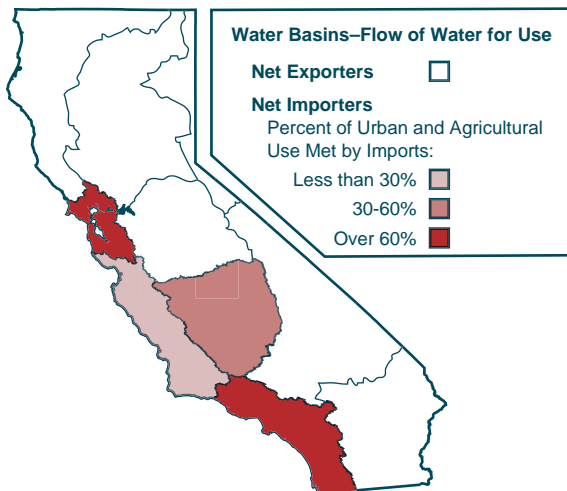 Water Basins–Flow of Water for Use
Net Exporters
Net Importers
Percent of Urban and Agricultural
Use Met by Imports:
Less than 30%
30-60%
Over 60%